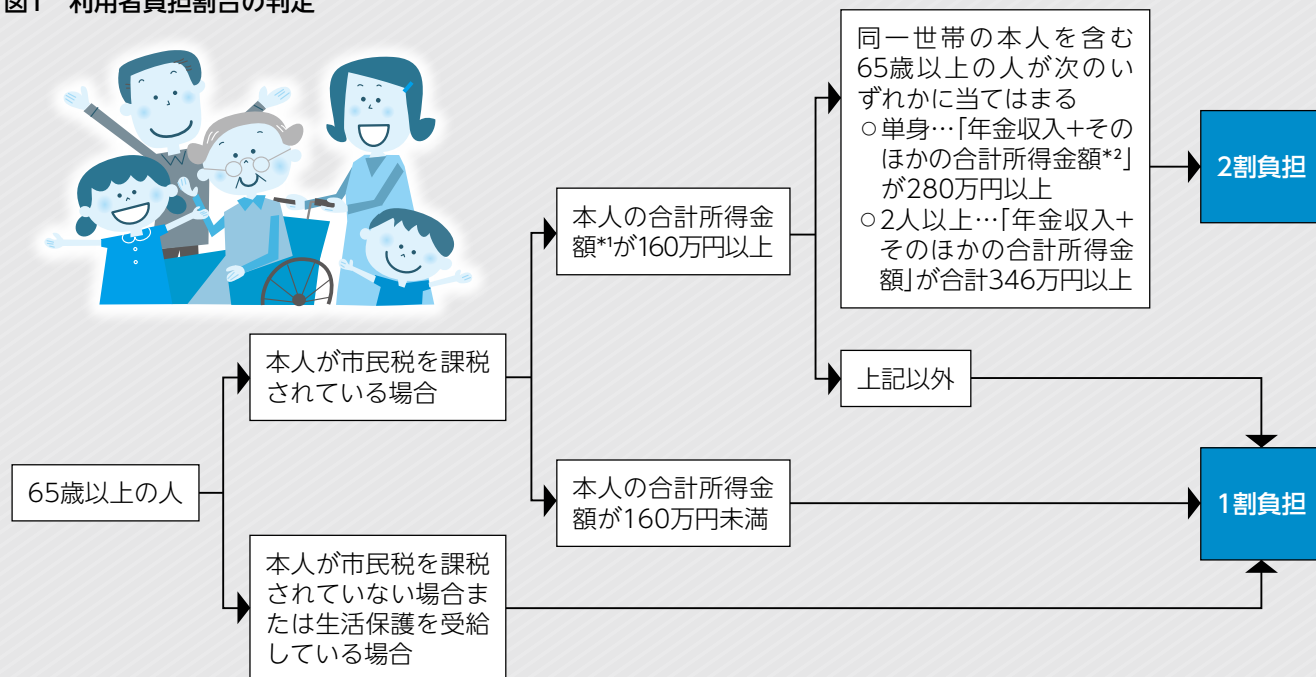 図1 利用者負担割合の判定
同一世帯の本人を含む
65歳以上の人が次のい
ずれかに当てはまる
○単身…「年金収入+その
ほかの合計所得金額*2」
が280万円以上
○2人以上…「年金収入+
そのほかの合計所得金
額」が合計346万円以上
2割負担
本人の合計所得金
額*1が160万円以上
本人が市民税を課税
されている場合
上記以外
65歳以上の人
本人の合計所得金
額が160万円未満
1割負担
本人が市民税を課税
されていない場合ま
たは生活保護を受給
している場合